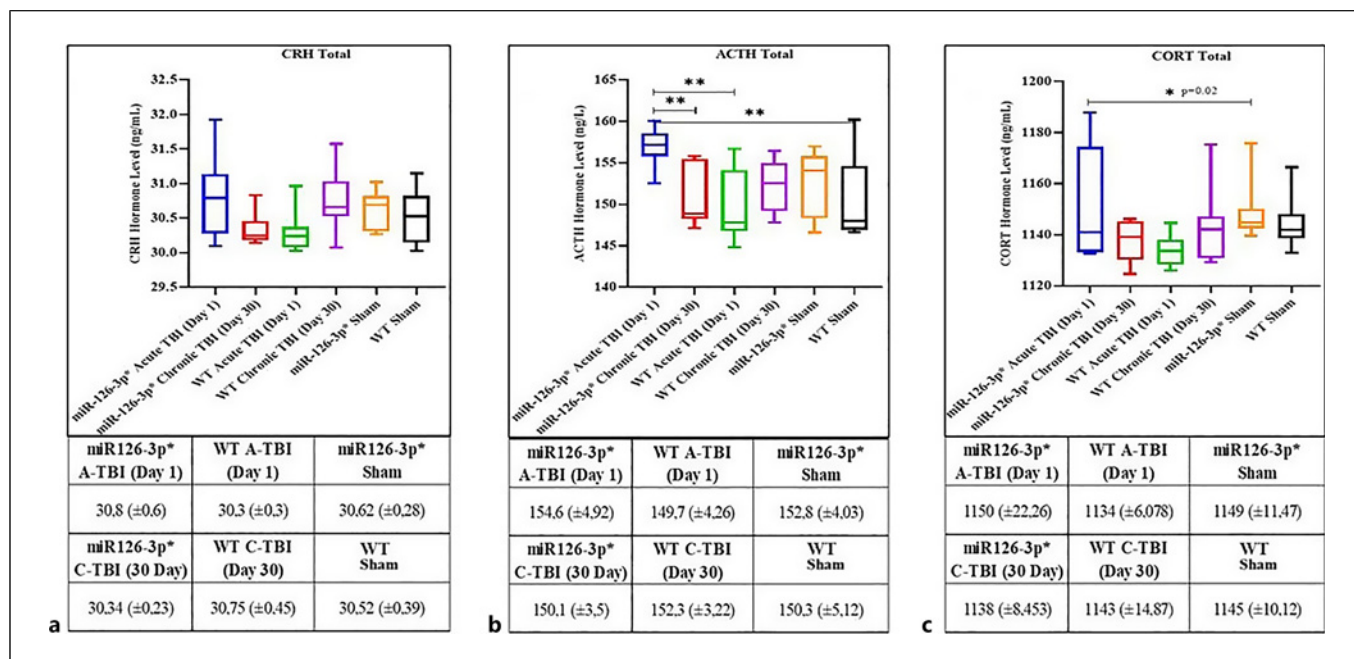 CRH Total
CRH Hormone Level (ng/mL)
32.5
32.0
31.5
31.0
30.5
30.0
29.5
miR-126-3p* Acute TBI (Day 1)
miR-126-3p* Chronic TBI (Day 30)
WT Acute TBI (Day 1)
WT Chronic TBI (Day 30)
miR-126-3p* Sham
WT Sham
miR126-3p* WT A-TBI miR126-3p*
A-TBI (Day 1) (Day 1) Sham
30,8 (±0,6) 30,3 (±0,3) 30,62 (±0,28)
miR126-3p* WT C-TBI WT
C-TBI (30 Day) (Day 30) Sham
30,34 (±0,23) 30,75 (±0,45) 30,52 (±0,39)
a
ACTH Total
ACTH Hormone Level (ng/L)
165
160
155
150
145
140
**
**
**
miR-126-3p* Acute TBI (Day 1)
miR-126-3p* Chronic TBI (Day 30)
WT Acute TBI (Day 1)
WT Chronic TBI (Day 30)
miR-126-3p* Sham
WT Sham
miR126-3p* WT A-TBI miR126-3p*
A-TBI (Day 1) (Day 1) Sham
154,6 (±4,92) 149,7 (±4,26) 152,8 (±4,03)
miR126-3p* WT C-TBI WT
C-TBI (30 Day) (Day 30) Sham
150,1 (±3,5) 152,3 (±3,22) 150,3 (±5,12)
b
CORT Total
CORT Hormone Level (ng/mL)
1200
1180
1160
1140
1120
* p=0.02
miR-126-3p* Acute TBI (Day 1)
miR-126-3p* Chronic TBI (Day 30)
WT Acute TBI (Day 1)
WT Chronic TBI (Day 30)
miR-126-3p* Sham
WT Sham
miR126-3p* WT A-TBI miR126-3p*
A-TBI (Day 1) (Day 1) Sham
1150 (±22,26) 1134 (±6,078) 1149 (±11,47)
miR126-3p* WT C-TBI WT
C-TBI (30 Day) (Day 30) Sham
1138 (±8,453) 1143 (±14,87) 1145 (±10,12)
c